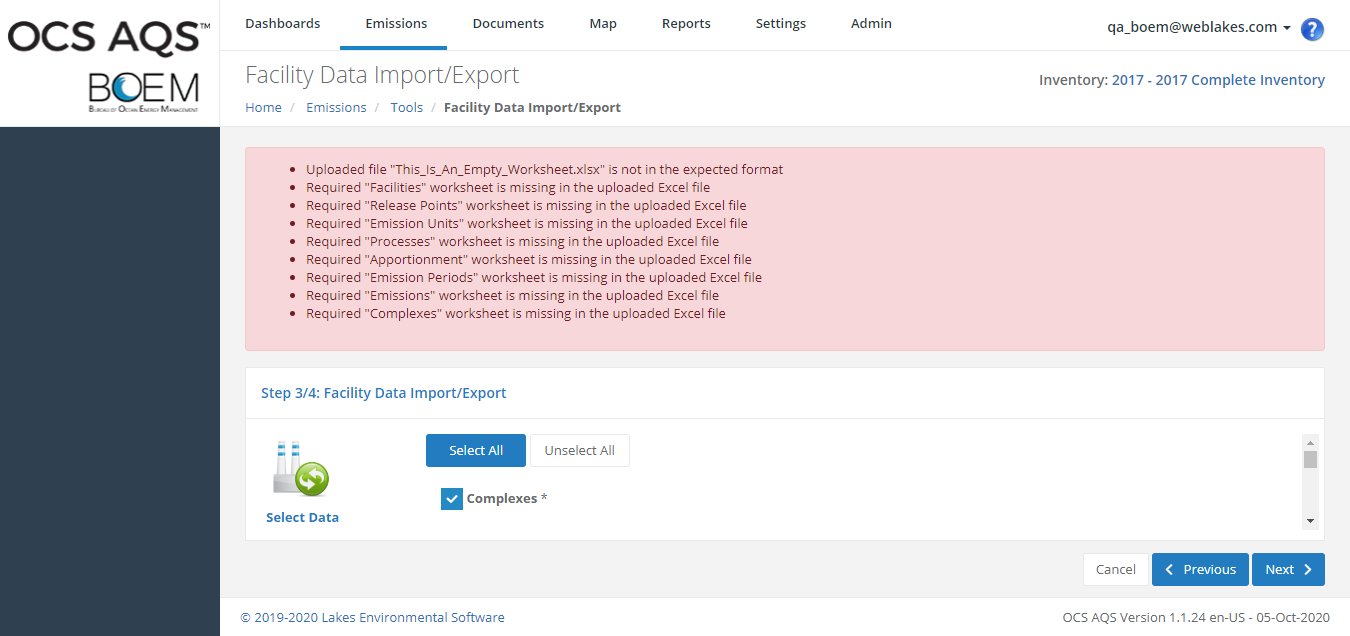 OCS AQS™
BOEM
BUREAU OF OCEAN ENERGY MANAGEMENT
Dashboards Emissions Documents Map Reports Settings Admin
qa_boem@weblakes.com ?
Facility Data Import/Export
Inventory: 2017 - 2017 Complete Inventory
Home / Emissions / Tools / Facility Data Import/Export
• Uploaded file "This_Is_An_Empty_Worksheet.xlsx" is not in the expected format
• Required "Facilities" worksheet is missing in the uploaded Excel file
• Required "Release Points" worksheet is missing in the uploaded Excel file
• Required "Emission Units" worksheet is missing in the uploaded Excel file
• Required "Processes" worksheet is missing in the uploaded Excel file
• Required "Apportionment" worksheet is missing in the uploaded Excel file
• Required "Emission Periods" worksheet is missing in the uploaded Excel file
• Required "Emissions" worksheet is missing in the uploaded Excel file
• Required "Complexes" worksheet is missing in the uploaded Excel file
Step 3/4: Facility Data Import/Export
Select All Unselect All
Complexes *
Select Data
Cancel Previous Next
© 2019-2020 Lakes Environmental Software
OCS AQS Version 1.1.24 en-US - 05-Oct-2020